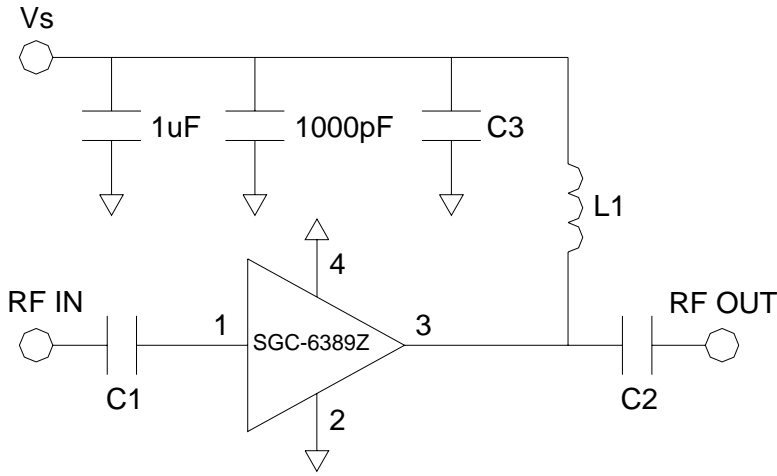 Vs
1uF
1000pF
C3
L1
4
RF IN
1
SGC-6389Z
3
RF OUT
C1
2
C2